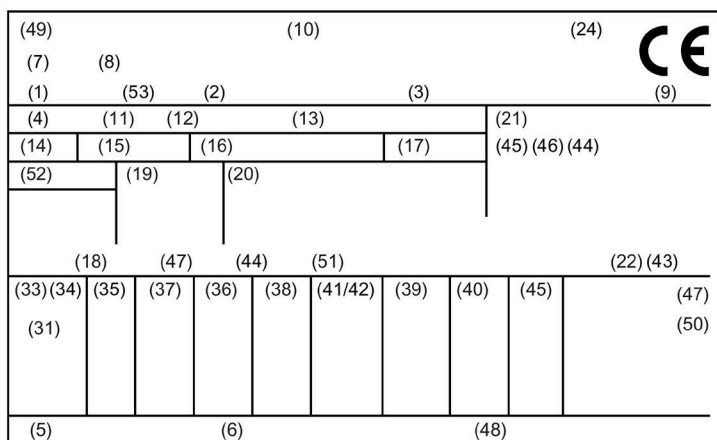 (49) (10) (24) CE
(7) (8)
(1) (53) (2) (3) (9)
(4) (11) (12) (13) (21)
(14) (15) (16) (17) (45) (46) (44)
(52) (19) (20)
(18) (47) (44) (51) (22) (43)
(33) (34) (35) (37) (36) (38) (41/42) (39) (40) (45) (47)
(31) (50)
(5) (6) (48)